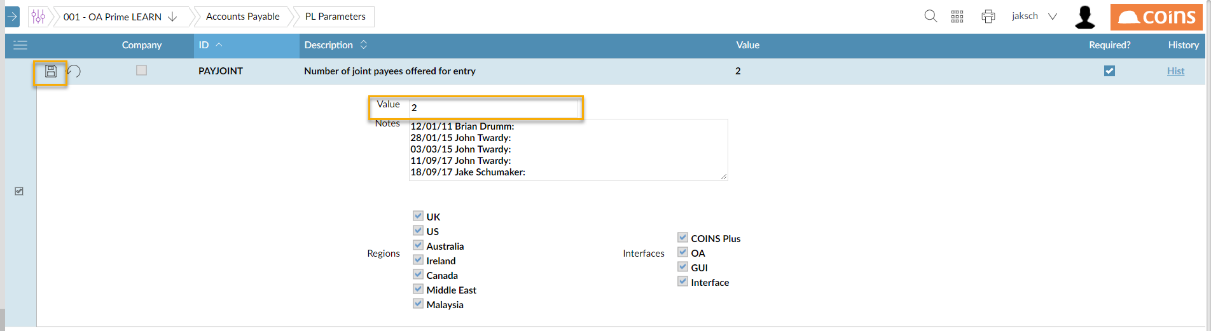 001 - OA Prime LEARN Accounts Payable PL Parameters jaksch COINS
Company ID Description Value Required? History
PAYJOINT Number of joint payees offered for entry 2 Hist
Value 2
Notes 12/01/11 Brian Drumm:
28/01/15 John Twardy:
03/03/15 John Twardy:
11/09/17 John Twardy:
18/09/17 Jake Schumaker:
Regions
UK
US
Australia
Ireland
Canada
Middle East
Malaysia
Interfaces
COINS Plus
OA
GUI
Interface